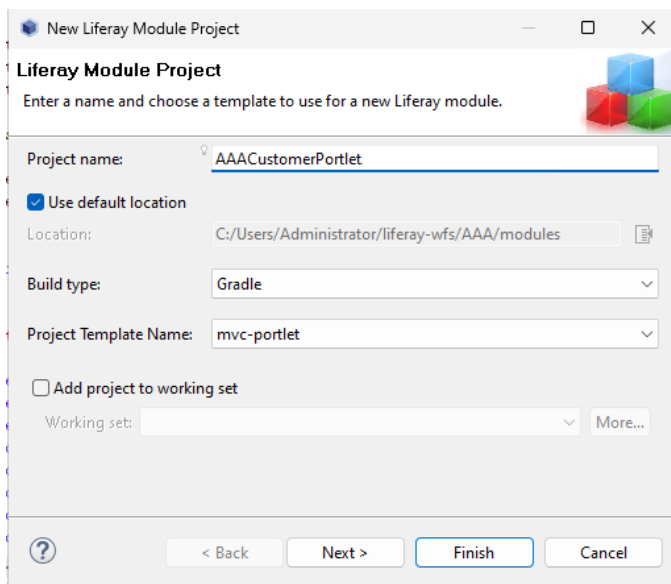 New Liferay Module Project
Liferay Module Project
Enter a name and choose a template to use for a new Liferay module.
Project name: AAACustomerPortlet
Use default location
Location: C:/Users/Administrator/liferay-wfs/AAA/modules
Build type: Gradle
Project Template Name: mvc-portlet
Add project to working set
Working set: More...
< Back Next > Finish Cancel